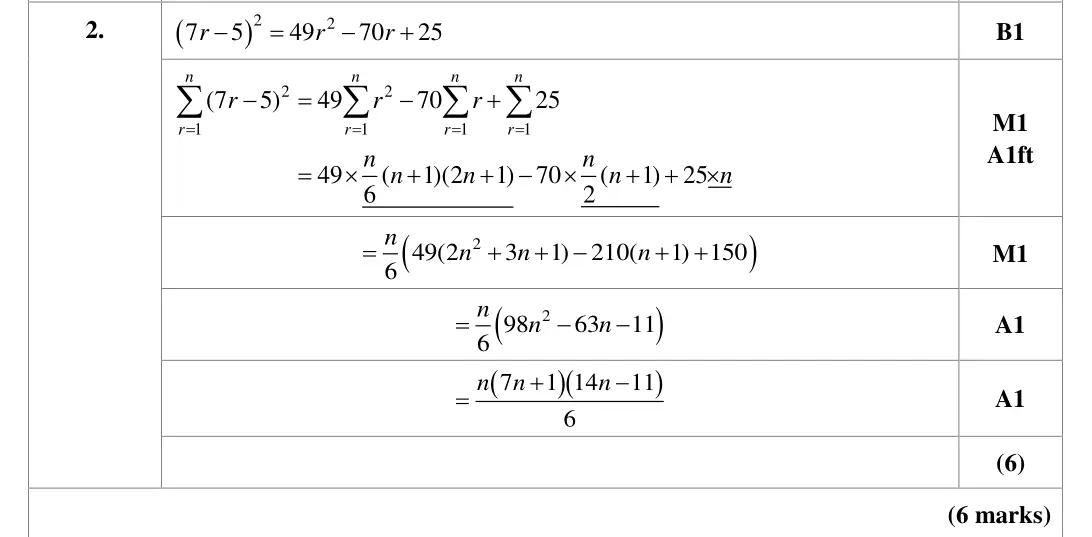 2. (7r − 5)² = 49r² − 70r + 25 B1
∑_{r=1}^{n} (7r − 5)² = 49 ∑_{r=1}^{n} r² − 70 ∑_{r=1}^{n} r + ∑_{r=1}^{n} 25
= 49 × n/6 (n + 1)(2n + 1) − 70 × n/2 (n + 1) + 25 × n
M1
A1ft
= n/6 (49(2n² + 3n + 1) − 210(n + 1) + 150) M1
= n/6 (98n² − 63n − 11) A1
= n(7n + 1)(14n − 11)/6 A1
(6)
(6 marks)